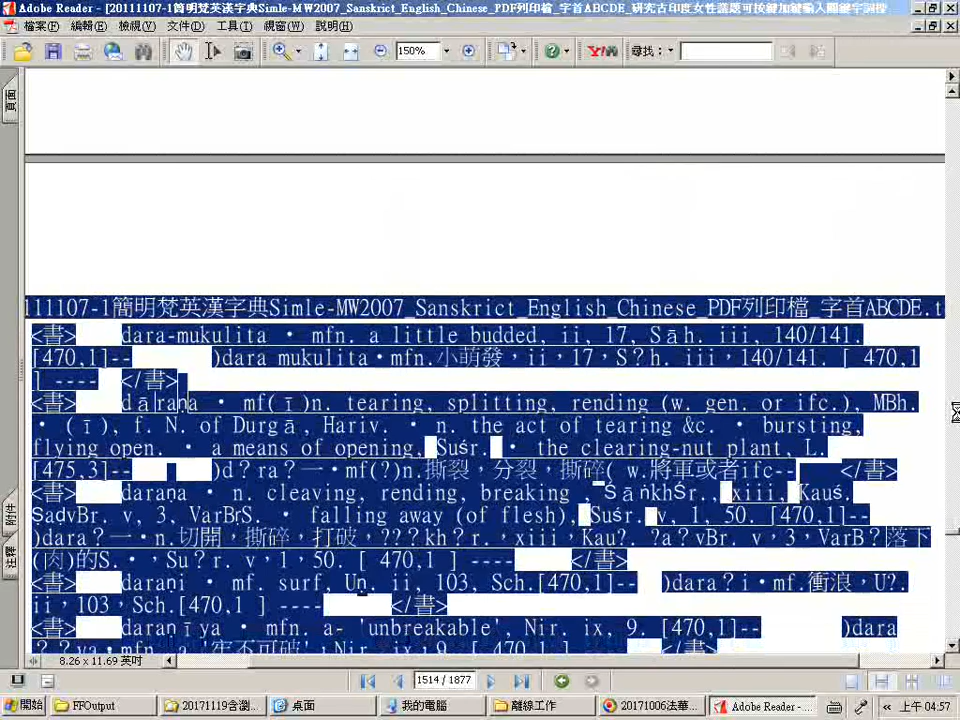 Adobe Reader - [20111107-1簡明梵英漢字典Simle-MW2007_Sanskrict_English_Chinese_PDF列印檔_字首ABCDE_研究古印度女性議題可按鍵加鍵輸入關鍵字詞搜
檔案(F) 編輯(E) 檢視(V) 文件(D) 工具(T) 視窗(W) 說明(H)
150% 尋找:
頁面
111107-1簡明梵英漢字典Simle-MW2007_Sanskrict_English_Chinese_PDF列印檔_字首ABCDE.t
<書> dara-mukulita • mfn. a little budded, ii, 17, Sāh. iii, 140/141.
[470,1]-- )dara mukulita•mfn.小萌發，ii，17，S?h. iii，140/141. [ 470,1
] ---- </書>
<書> dāraṇa • mf(ī)n. tearing, splitting, rending (w. gen. or ifc.), MBh.
• (ī), f. N. of Durgā, Hariv. • n. the act of tearing &c. • bursting,
flying open. • a means of opening, Suśr. • the clearing-nut plant, L.
[475,3]-- )d?ra?一•mf(?)n.撕裂，分裂，撕碎( w.將軍或者ifc-- </書>
<書> daraṇa • n. cleaving, rending, breaking , ŚāṅkhŚr., xiii, Kauś.
ṢaḍvBr. v, 3, VarBṛS. • falling away (of flesh), Suśr. v, 1, 50. [470,1]--
)dara?一•n.切開，撕碎，打破，???kh?r.，xiii，Kau?. ?a?vBr. v，3，VarB?落下
(肉)的S.•，Su?r. v，1，50. [ 470,1] ---- </書>
<書> daraṇi • mf. surf, Uṇ. ii, 103, Sch.[470,1]-- )dara?i•mf.衝浪，U?.
ii，103，Sch.[470,1 ] ---- </書>
<書> daraṇīya • mfn. a- 'unbreakable', Nir. ix, 9. [470,1]-- )dara
??ya•mfn. a-'牢不可破'，Nir. ix，9. [470,1] ---- </書>
附件
註釋
8.26 x 11.69 英吋
1514 / 1877
開始 FFOutput 20171119含瀏... 桌面 我的電腦 離線工作 20171006法華... Adobe Reader - ... 上午 04:57